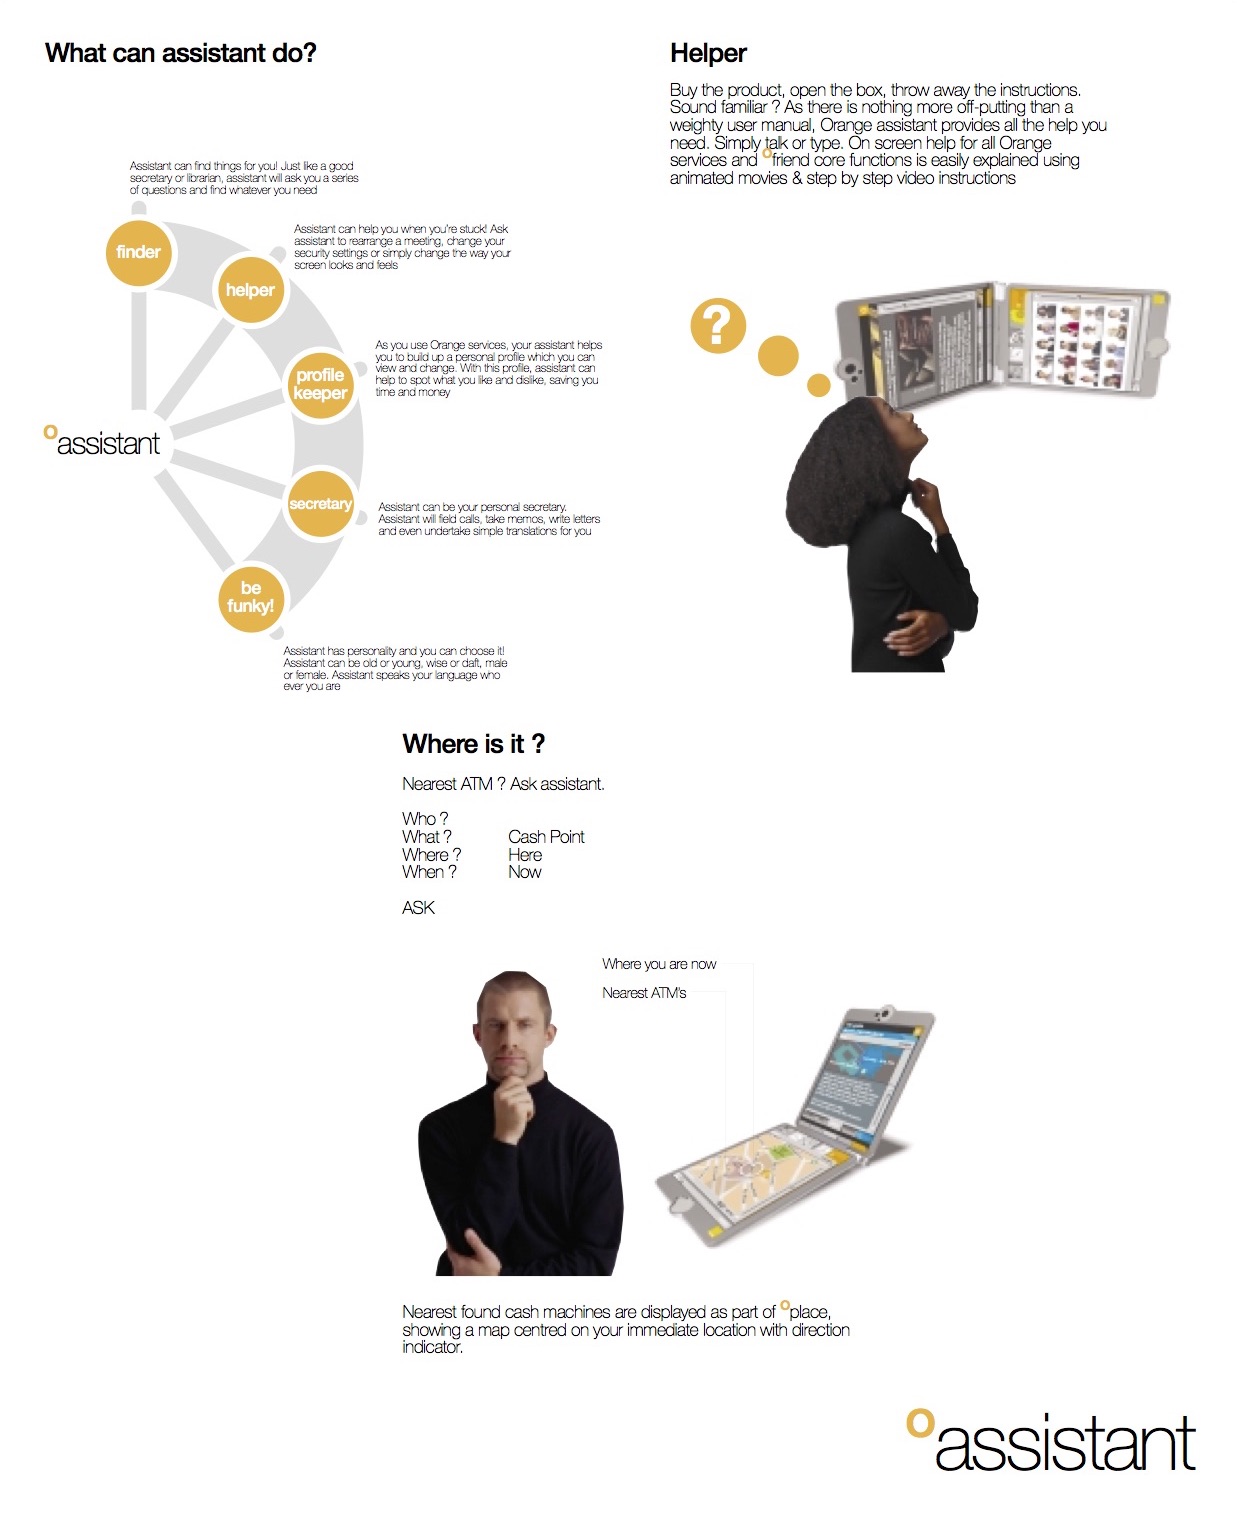 What can assistant do?
Assistant can find things for you! Just like a good
secretary or librarian, assistant will ask you a series
of questions and find whatever you need
finder
Assistant can help you when you're stuck! Ask
assistant to rearrange a meeting, change your
security settings or simply change the way your
screen looks and feels
helper
As you use Orange services, your assistant helps
you to build up a personal profile which you can
view and change. With this profile, assistant can
help to spot what you like and dislike, saving you
time and money
profile
keeper
oassistant
secretary
Assistant can be your personal secretary.
Assistant will field calls, take memos, write letters
and even undertake simple translations for you
be
funky!
Assistant has personality and you can choose it!
Assistant can be old or young, wise or daft, male
or female. Assistant speaks your language who
ever you are
Helper
Buy the product, open the box, throw away the instructions.
Sound familiar ? As there is nothing more off-putting than a
weighty user manual, Orange assistant provides all the help you
need. Simply talk or type. On screen help for all Orange
services and ofriend core functions is easily explained using
animated movies & step by step video instructions
?
Where is it ?
Nearest ATM ? Ask assistant.
Who ?
What ? Cash Point
Where ? Here
When ? Now
ASK
Where you are now
Nearest ATM's
Nearest found cash machines are displayed as part of oplace,
showing a map centred on your immediate location with direction
indicator.
oassistant